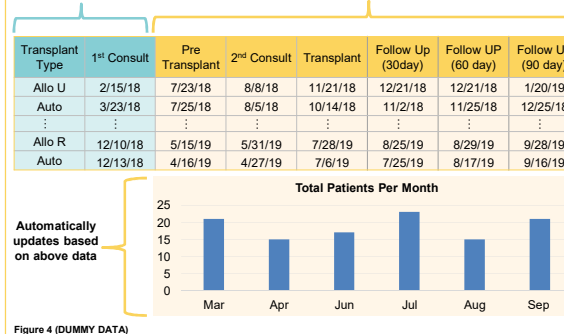 Transplant Type 1st Consult Pre Transplant 2nd Consult Transplant Follow Up (30day) Follow UP (60 day) Follow U (90 day)
Allo U 2/15/18 7/23/18 8/8/18 11/21/18 12/21/18 12/21/18 1/20/19
Auto 3/23/18 7/25/18 8/5/18 10/14/18 11/2/18 11/25/18 12/25/18
⋮ ⋮ ⋮ ⋮ ⋮ ⋮ ⋮ ⋮
Allo R 12/10/18 5/15/19 5/31/19 7/28/19 8/25/19 8/29/19 9/28/19
Auto 12/13/18 4/16/19 4/27/19 7/6/19 7/25/19 8/17/19 9/16/19
Automatically
updates based
on above data
Total Patients Per Month
25
20
15
10
5
0
Mar Apr Jun Jul Aug Sep
Figure 4 (DUMMY DATA)